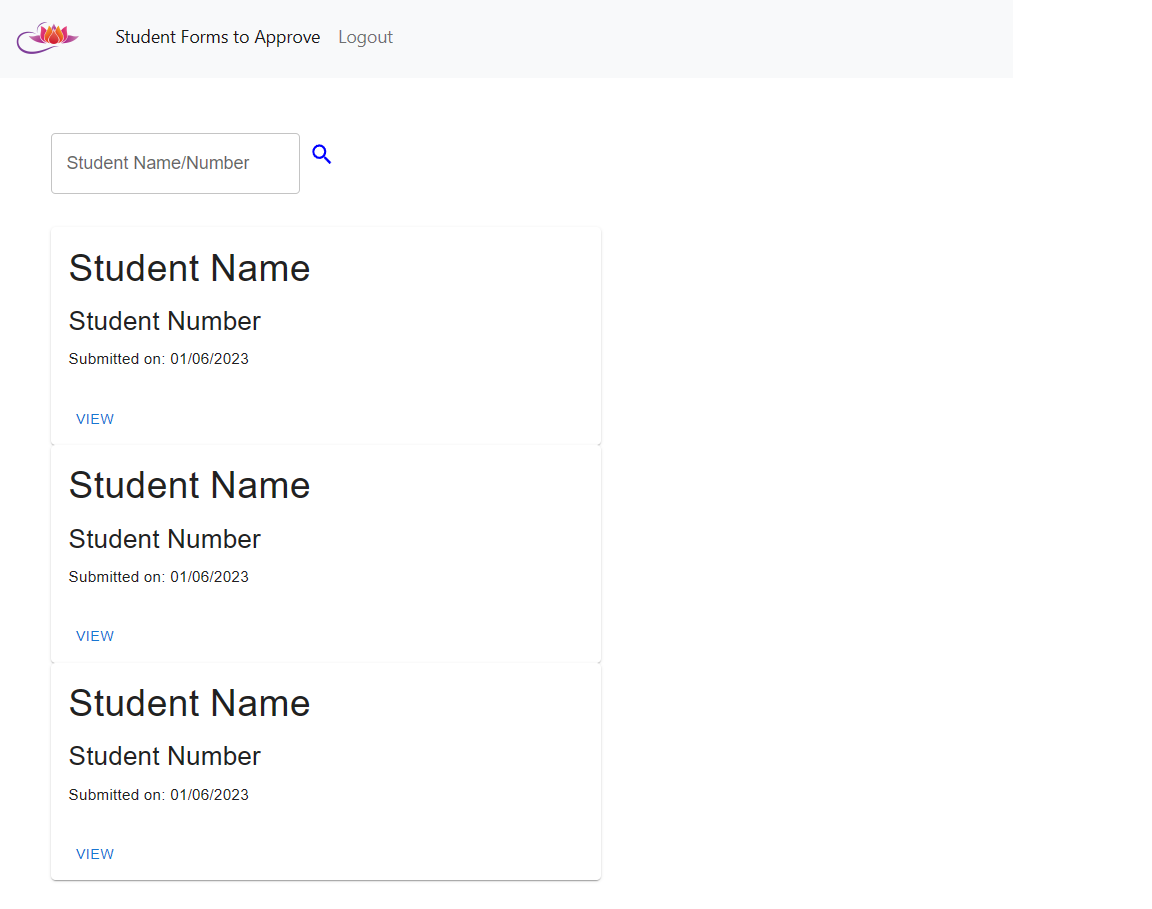 Student Forms to Approve Logout
Student Name/Number
Student Name
Student Number
Submitted on: 01/06/2023
VIEW
Student Name
Student Number
Submitted on: 01/06/2023
VIEW
Student Name
Student Number
Submitted on: 01/06/2023
VIEW